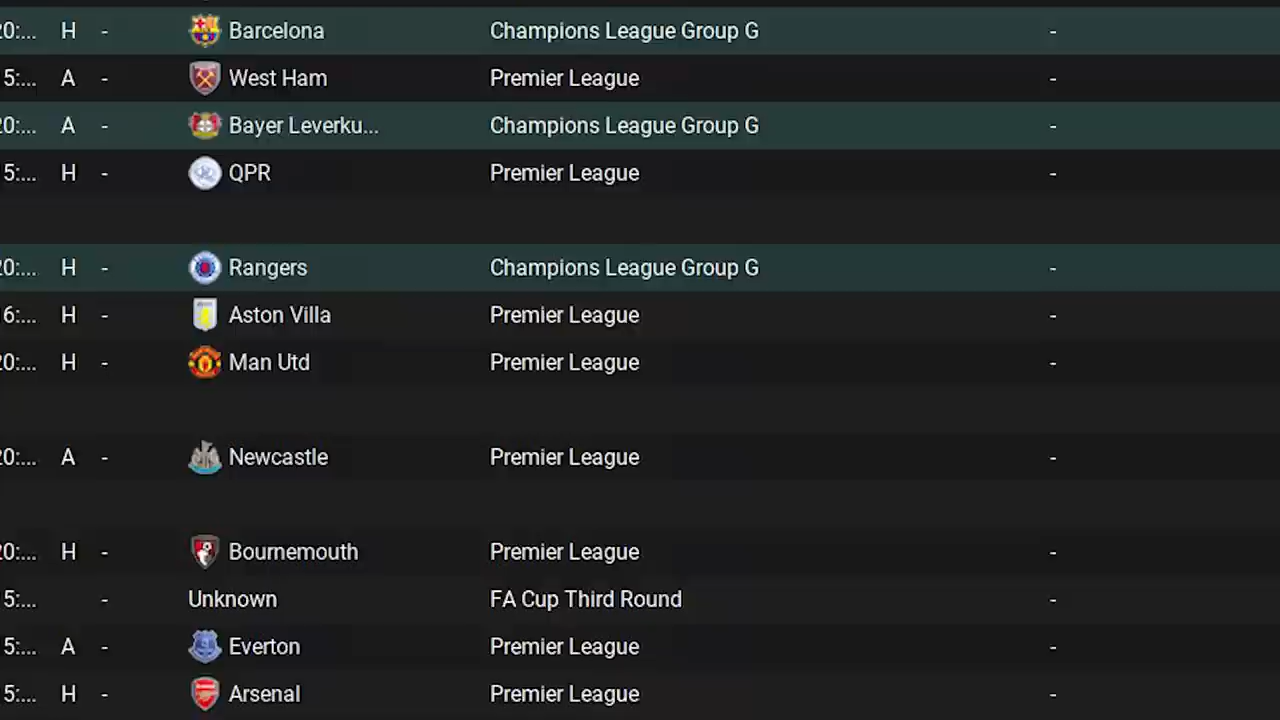 20:... H - Barcelona Champions League Group G -
5:... A - West Ham Premier League -
20:... A - Bayer Leverku... Champions League Group G -
5:... H - QPR Premier League -
20:... H - Rangers Champions League Group G -
6:... H - Aston Villa Premier League -
20:... H - Man Utd Premier League -
20:... A - Newcastle Premier League -
20:... H - Bournemouth Premier League -
5:... - Unknown FA Cup Third Round -
5:... A - Everton Premier League -
5:... H - Arsenal Premier League -